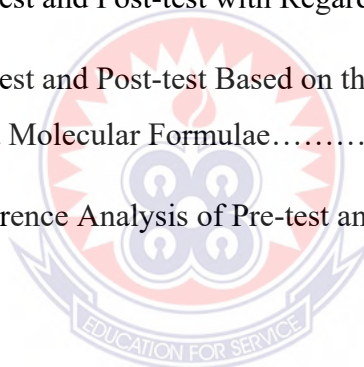 est and Post-test with Regard
est and Post-test Based on th
Molecular Formulae………
rence Analysis of Pre-test an
EDUCATION FOR SERVICE